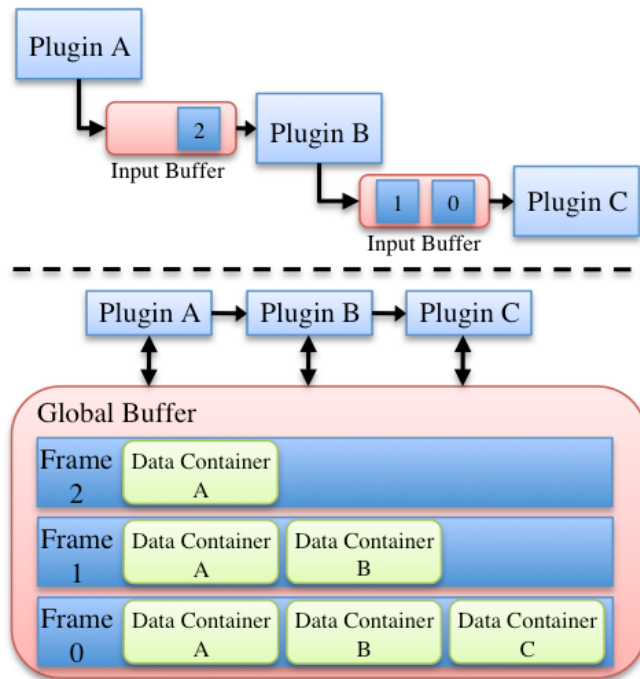 Plugin A
2
Plugin B
Input Buffer
1 0
Plugin C
Input Buffer
Plugin A Plugin B Plugin C
Global Buffer
Frame
2
Data Container
A
Frame
1
Data Container
A
Data Container
B
Frame
0
Data Container
A
Data Container
B
Data Container
C